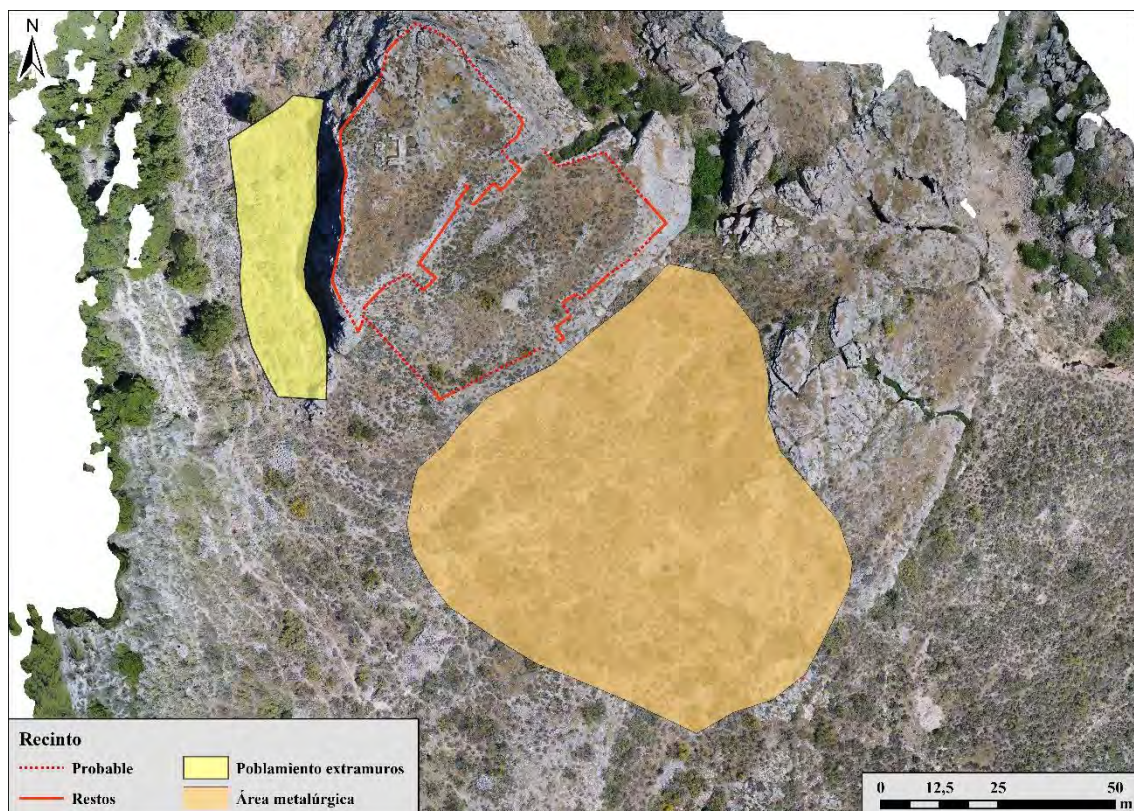 N
Recinto
Probable
Poblamiento extramuros
Restos
Área metalúrgica
0 12,5 25 50
m